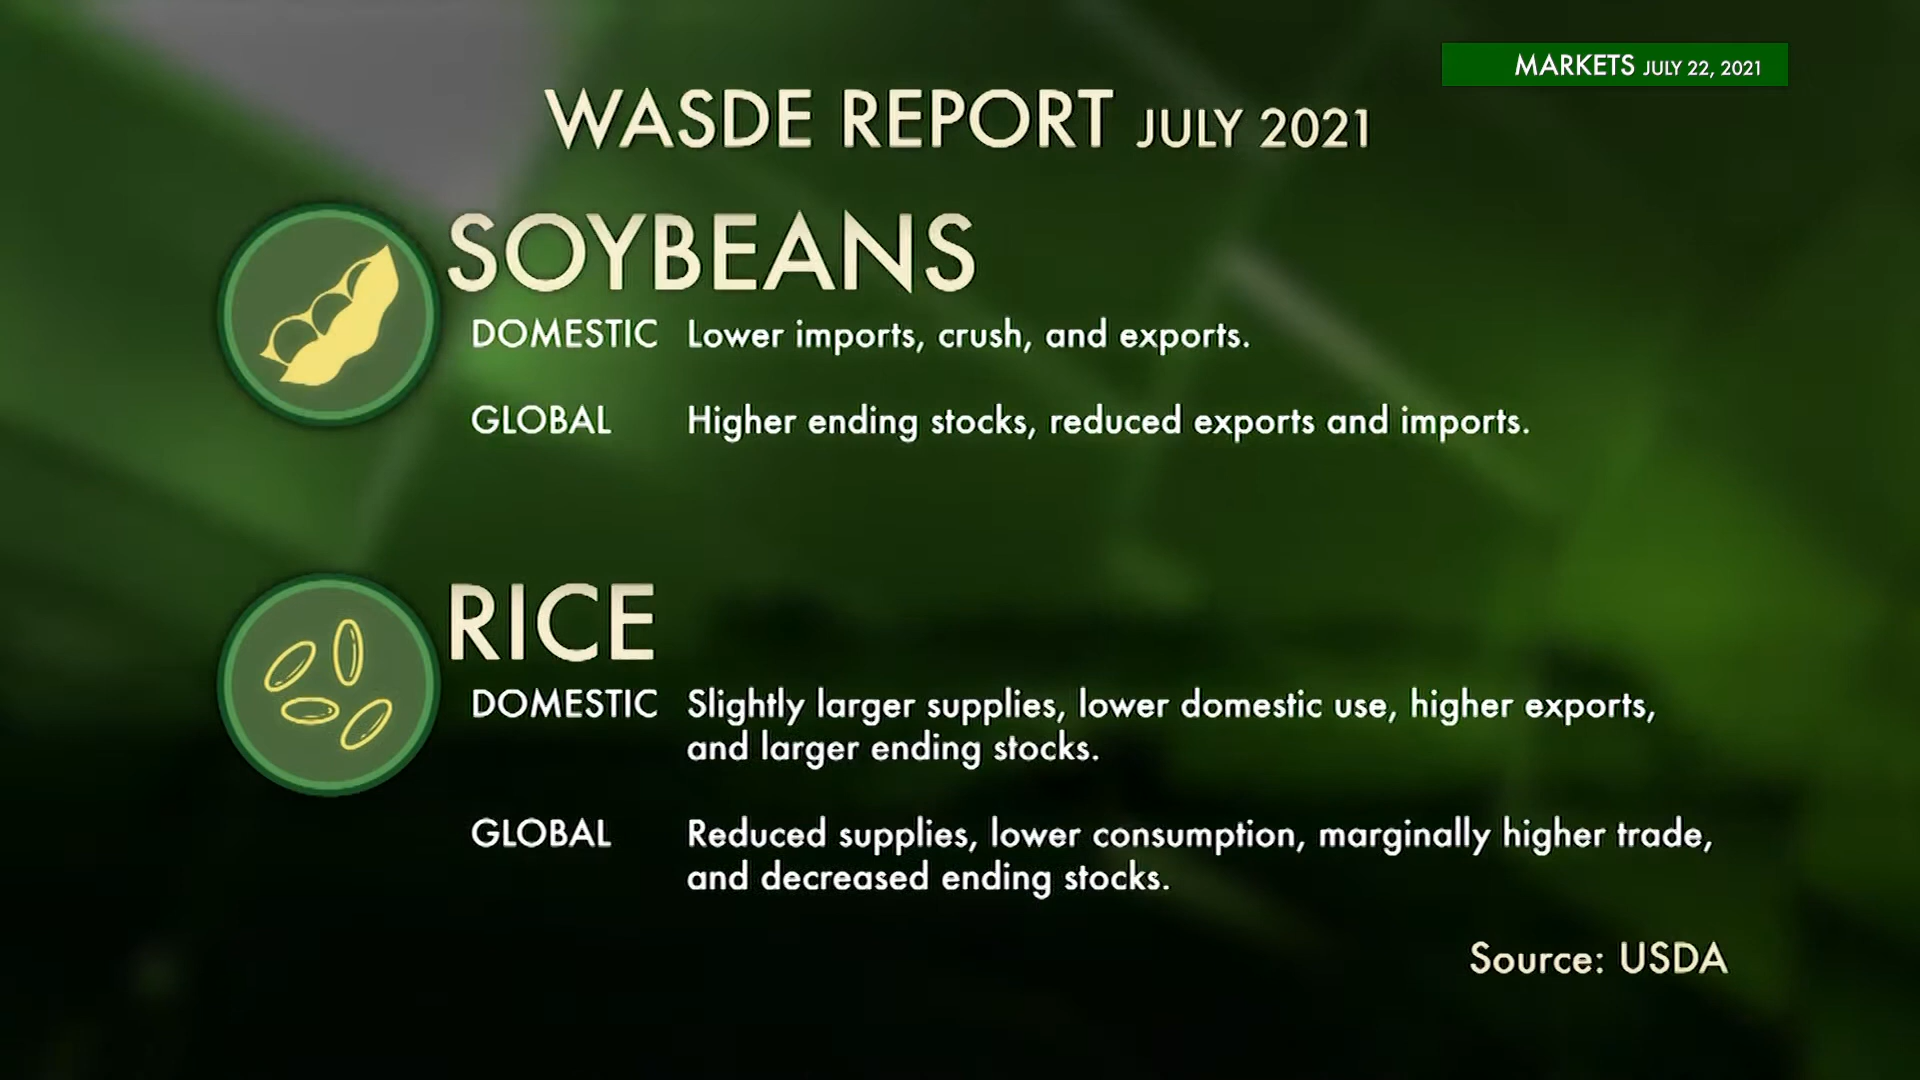 MARKETS JULY 22, 2021
WASDE REPORT JULY 2021
SOYBEANS
DOMESTIC Lower imports, crush, and exports.
GLOBAL Higher ending stocks, reduced exports and imports.
RICE
DOMESTIC Slightly larger supplies, lower domestic use, higher exports,
and larger ending stocks.
GLOBAL Reduced supplies, lower consumption, marginally higher trade,
and decreased ending stocks.
Source: USDA